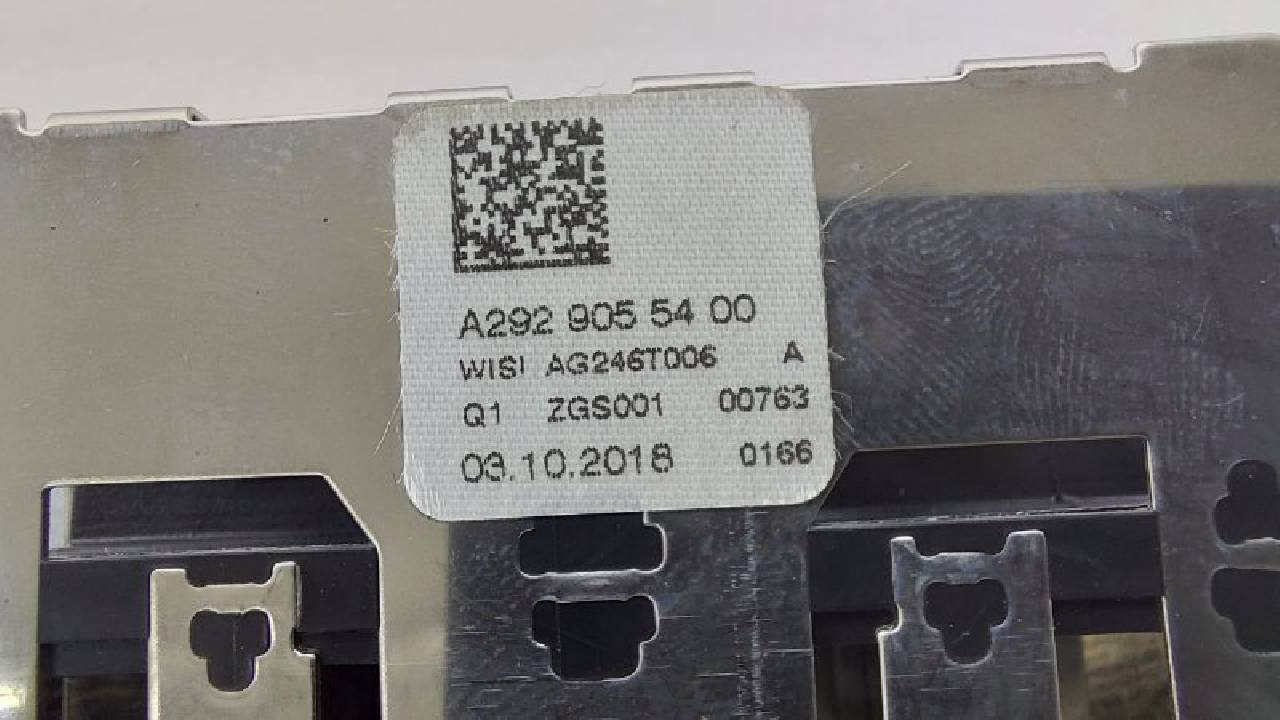 A292 905 54 00
WISI AG246T006 A
Q1 ZGS001 00763
03.10.2018 0166